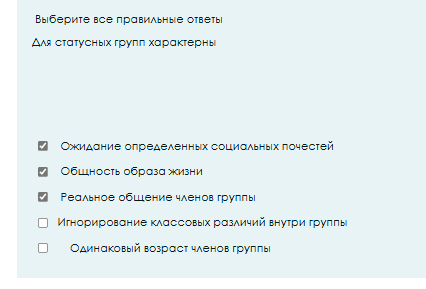 Выберите все правильные ответы
Для статусных групп характерны
Ожидание определенных социальных почестей
Общность образа жизни
Реальное общение членов группы
Игнорирование классовых различий внутри группы
Одинаковый возраст членов группы